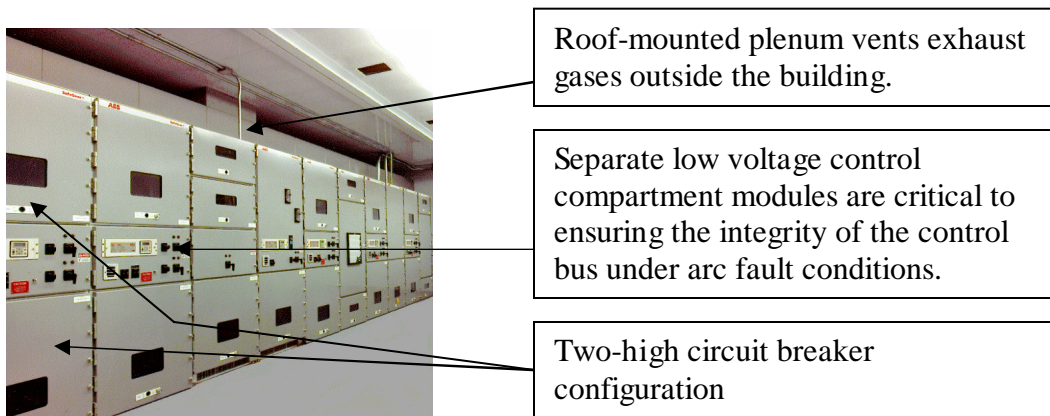 Roof-mounted plenum vents exhaust
gases outside the building.
ABB
Separate low voltage control
compartment modules are critical to
ensuring the integrity of the control
bus under arc fault conditions.
Two-high circuit breaker
configuration